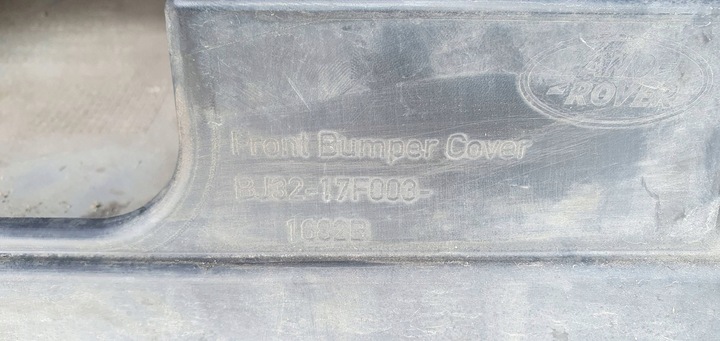 LAND
ROVER
Front Bumper Cover
BJ32-17F003-